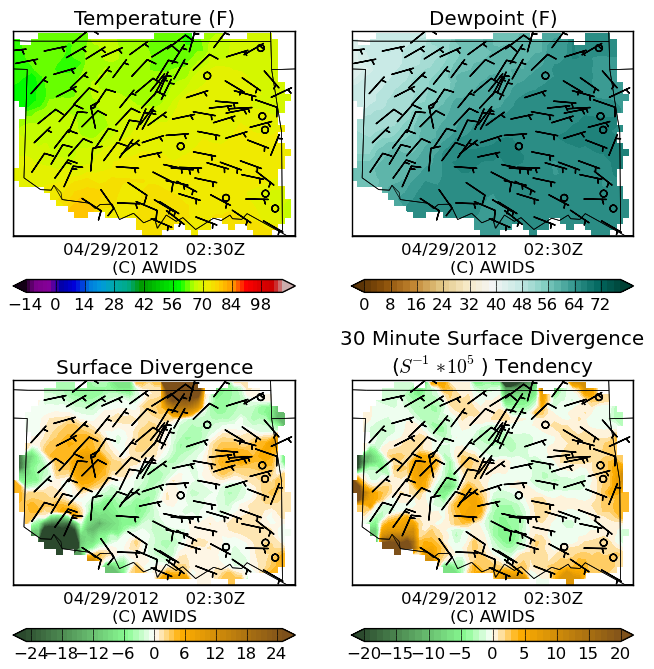 Temperature (F)
Dewpoint (F)
04/29/2012 02:30Z
(C) AWIDS
04/29/2012 02:30Z
(C) AWIDS
−14 0 14 28 42 56 70 84 98
0 8 16 24 32 40 48 56 64 72
Surface Divergence
30 Minute Surface Divergence
(S⁻¹ *10⁵ ) Tendency
04/29/2012 02:30Z
(C) AWIDS
04/29/2012 02:30Z
(C) AWIDS
−24−18−12 −6 0 6 12 18 24
−20−15−10 −5 0 5 10 15 20